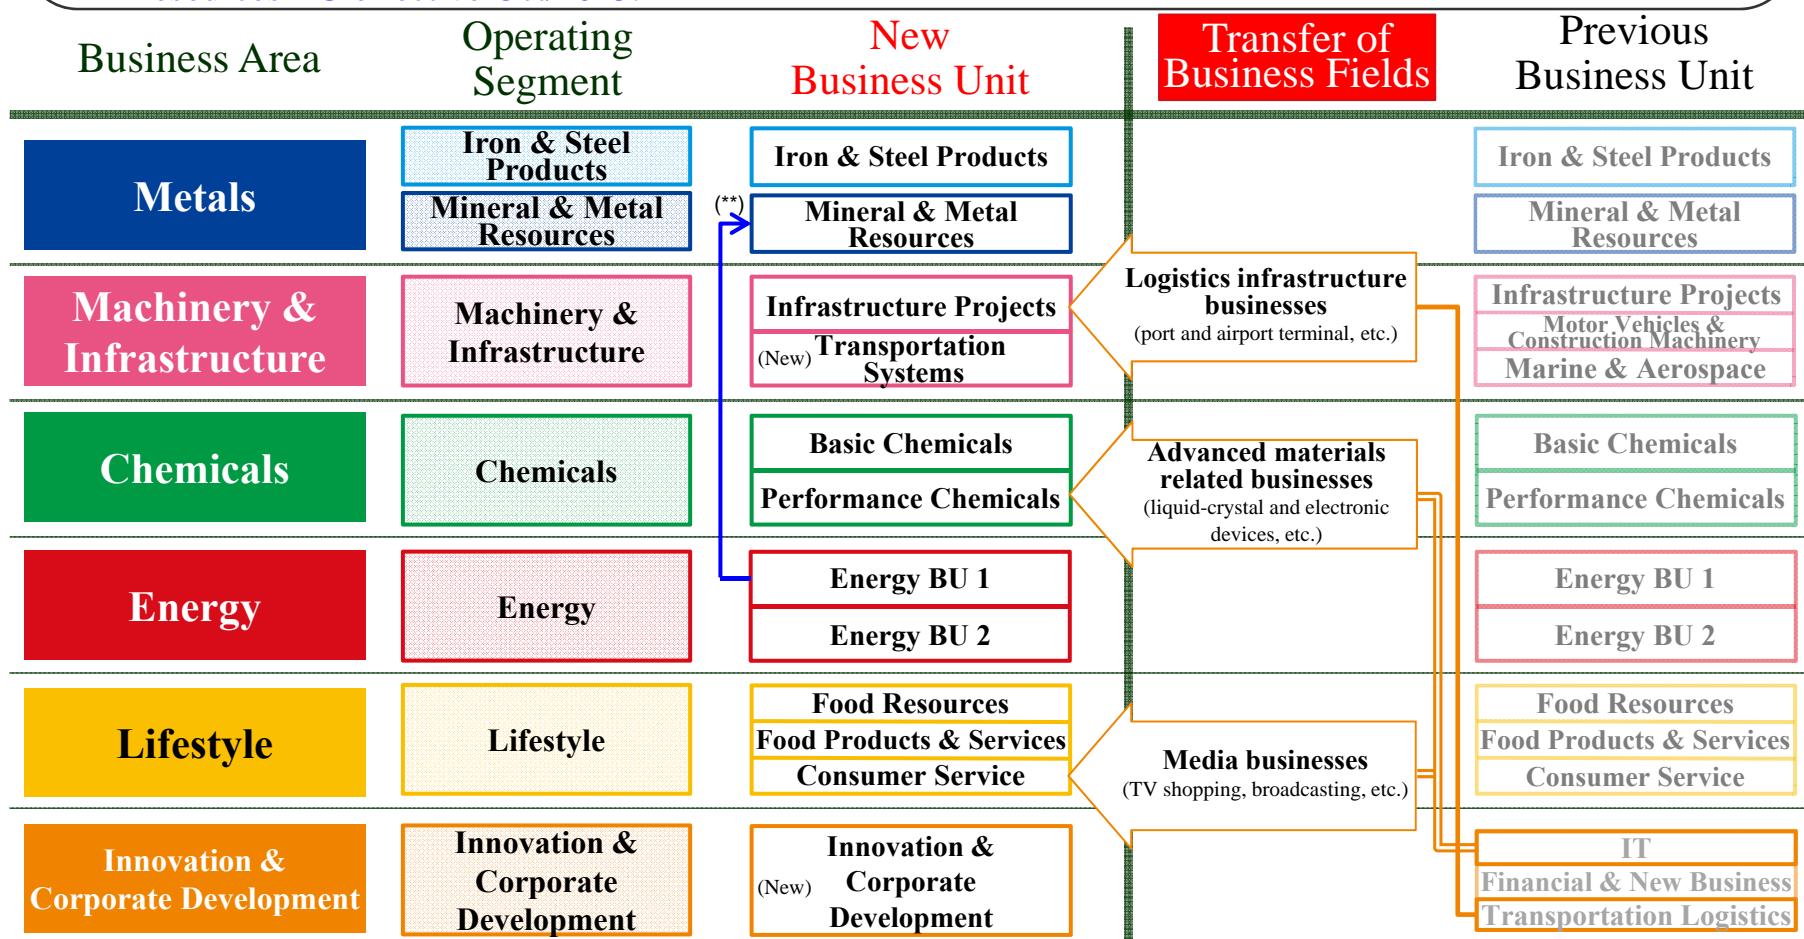 Business Area
Operating
Segment
New
Business Unit
Transfer of
Business Fields
Previous
Business Unit
Metals
Iron & Steel
Products
Mineral & Metal
Resources
Iron & Steel Products
(**)
Mineral & Metal
Resources
Iron & Steel Products
Mineral & Metal
Resources
Machinery &
Infrastructure
Machinery &
Infrastructure
Infrastructure Projects
(New) Transportation
Systems
Logistics infrastructure
businesses
(port and airport terminal, etc.)
Infrastructure Projects
Motor Vehicles &
Construction Machinery
Marine & Aerospace
Chemicals
Chemicals
Basic Chemicals
Performance Chemicals
Advanced materials
related businesses
(liquid-crystal and electronic
devices, etc.)
Basic Chemicals
Performance Chemicals
Energy
Energy
Energy BU 1
Energy BU 2
Energy BU 1
Energy BU 2
Lifestyle
Lifestyle
Food Resources
Food Products & Services
Consumer Service
Media businesses
(TV shopping, broadcasting, etc.)
Food Resources
Food Products & Services
Consumer Service
Innovation &
Corporate Development
Innovation &
Corporate
Development
Innovation &
(New) Corporate
Development
IT
Financial & New Business
Transportation Logistics